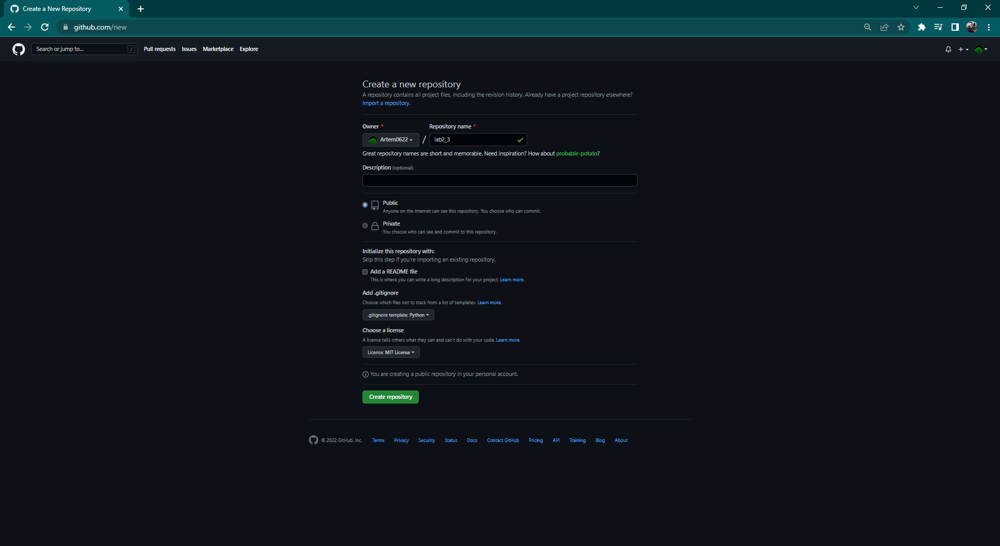 Create a New Repository
github.com/new
Search or jump to... / Pull requests Issues Marketplace Explore
Create a new repository
A repository contains all project files, including the revision history. Already have a project repository elsewhere?
Import a repository.
Owner * Repository name *
Artem0622 / lab2_3
Great repository names are short and memorable. Need inspiration? How about probable-potato?
Description (optional)
Public
Anyone on the internet can see this repository. You choose who can commit.
Private
You choose who can see and commit to this repository.
Initialize this repository with:
Skip this step if you're importing an existing repository.
Add a README file
This is where you can write a long description for your project. Learn more.
Add .gitignore
Choose which files not to track from a list of templates. Learn more.
.gitignore template: Python
Choose a license
A license tells others what they can and can't do with your code. Learn more.
License: MIT License
You are creating a public repository in your personal account.
Create repository
© 2022 GitHub, Inc. Terms Privacy Security Status Docs Contact GitHub Pricing API Training Blog About